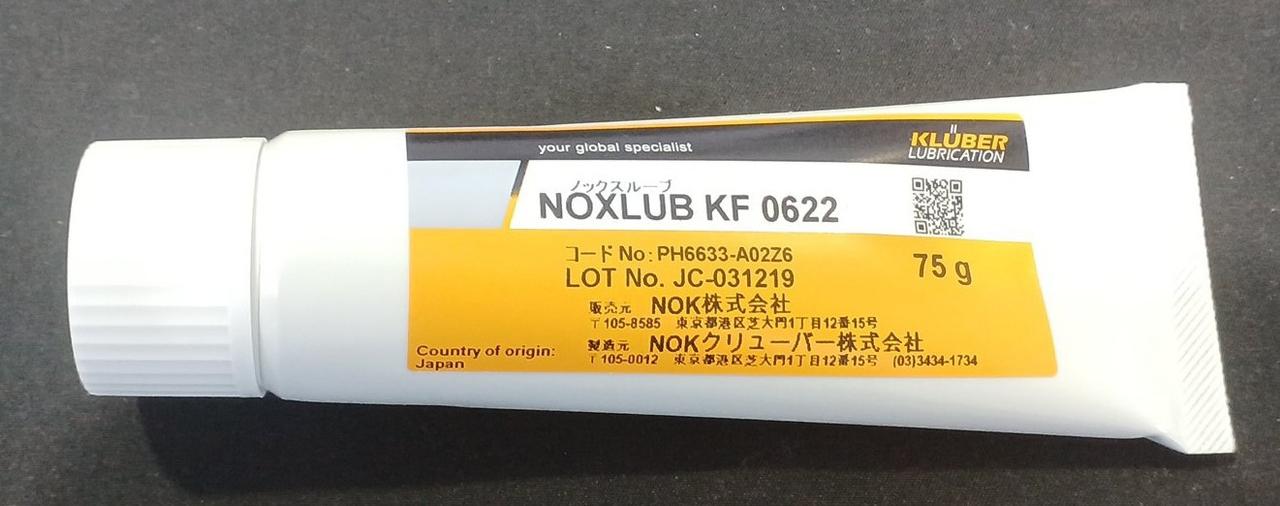 your global specialist
KLÜBER
LUBRICATION
ノックスルーブ
NOXLUB KF 0622
コードNo:PH6633-A02Z6
75 g
LOT No. JC-031219
販売元 NOK株式会社
〒105-8585 東京都港区芝大門1丁目12番15号
製造元 NOKクリューバー株式会社
〒105-0012 東京都港区芝大門1丁目12番15号 (03)3434-1734
Country of origin:
Japan